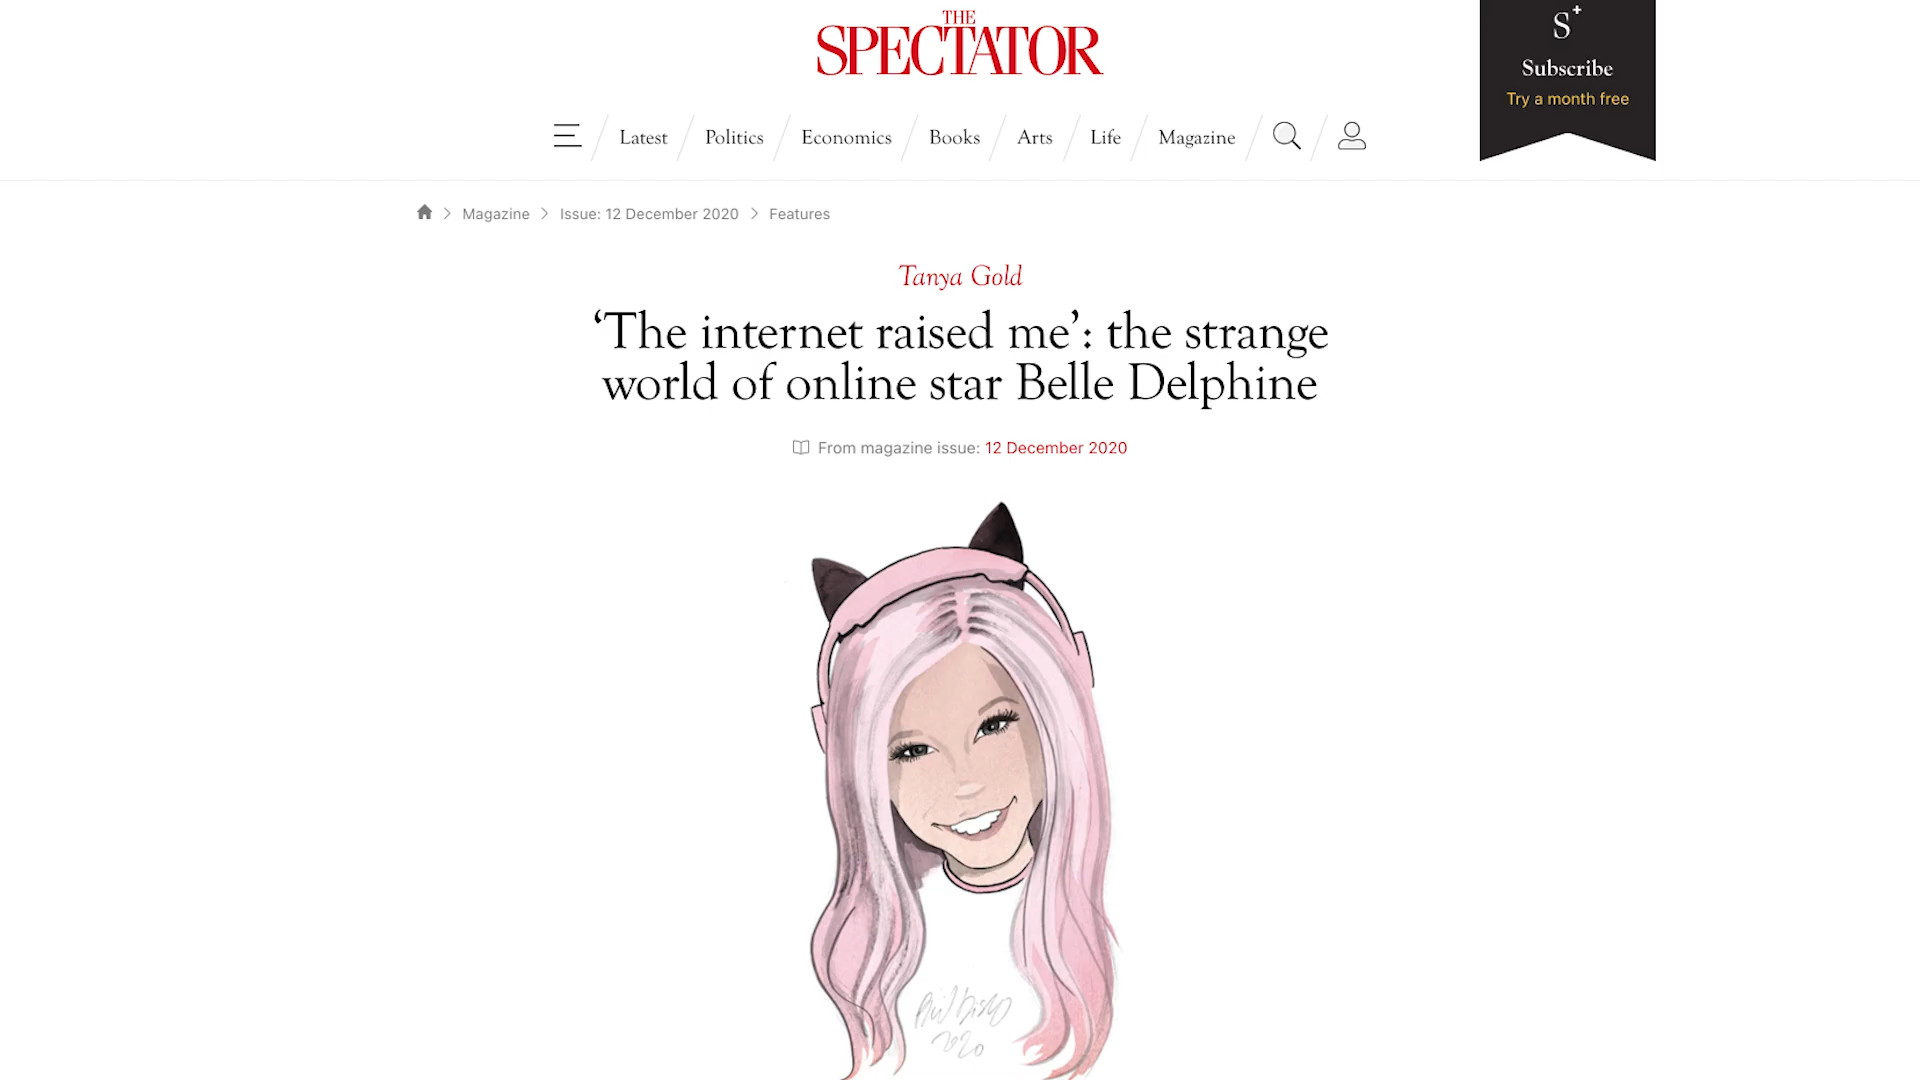 THE
SPECTATOR
S+
Subscribe
Try a month free
Latest
Politics
Economics
Books
Arts
Life
Magazine
Magazine
Issue: 12 December 2020
Features
Tanya Gold
‘The internet raised me’: the strange
world of online star Belle Delphine
From magazine issue: 12 December 2020
2020